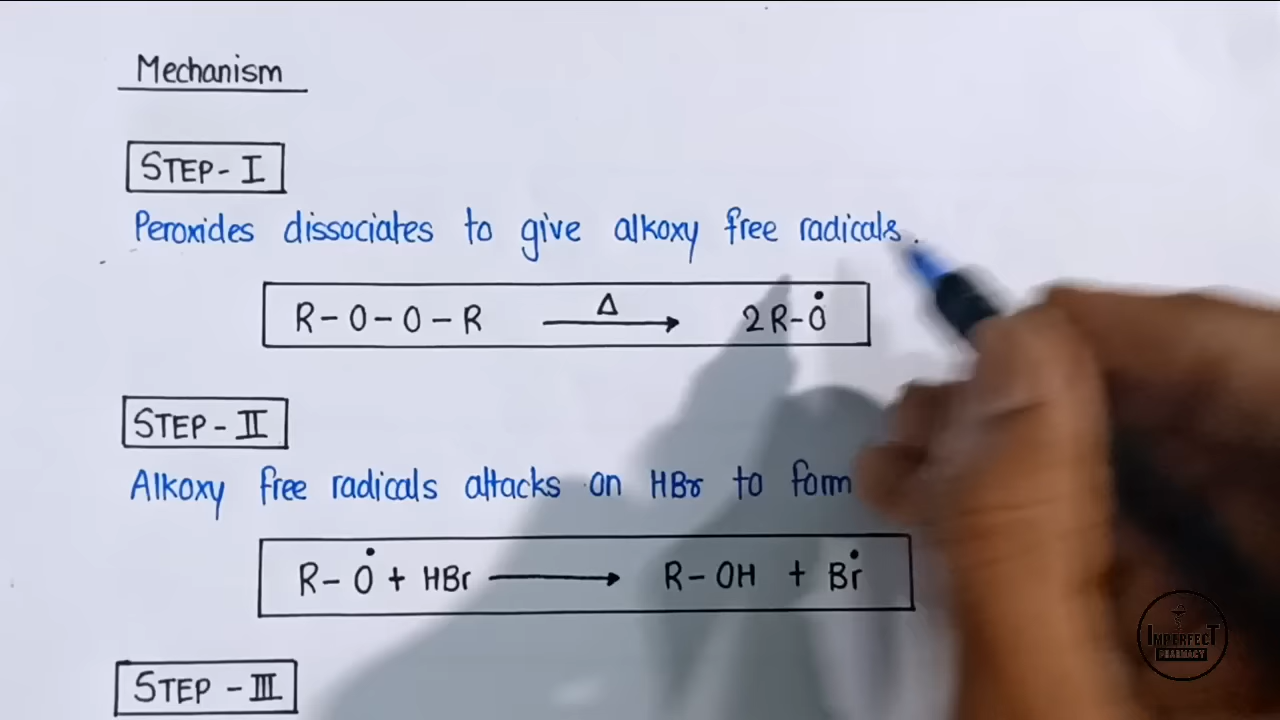 Mechanism
STEP - I
Peroxides dissociates to give alkoxy free radicals.
R - O - O - R Δ ⟶ 2 R - Ȯ
STEP - II
Alkoxy free radicals attacks on HBr to form
R - Ȯ + HBr ⟶ R - OH + Bṙ
STEP - III
IMPERFECT
PHARMACY